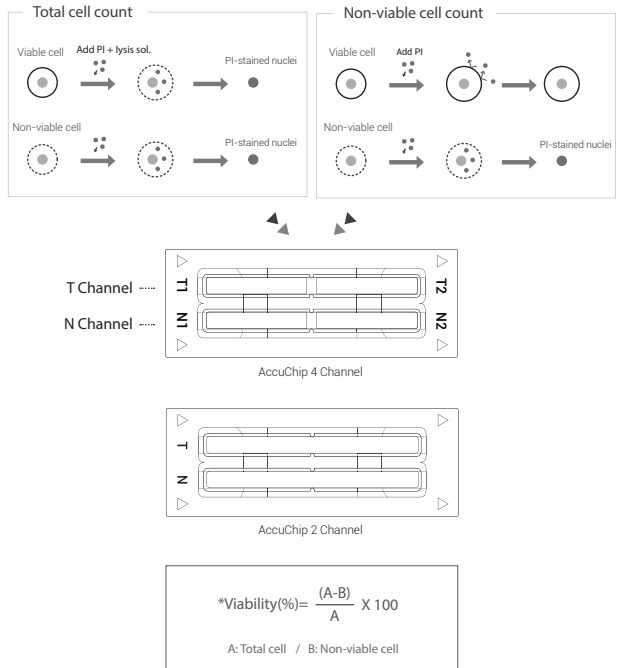 Total cell count
Non-viable cell count
Viable cell
Add PI + lysis sol.
PI-stained nuclei
Non-viable cell
PI-stained nuclei
Viable cell
Add PI
Non-viable cell
PI-stained nuclei
T Channel
N Channel
T1
N1
T2
N2
AccuChip 4 Channel
T
N
AccuChip 2 Channel
*Viability(%)= (A-B) / A X 100
A: Total cell / B: Non-viable cell